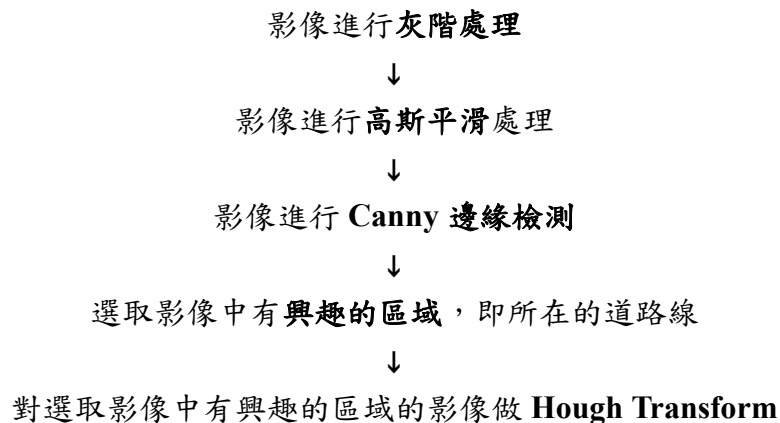 影像進行灰階處理
↓
影像進行高斯平滑處理
↓
影像進行 Canny 邊緣檢測
↓
選取影像中有興趣的區域，即所在的道路線
↓
對選取影像中有興趣的區域的影像做 Hough Transform